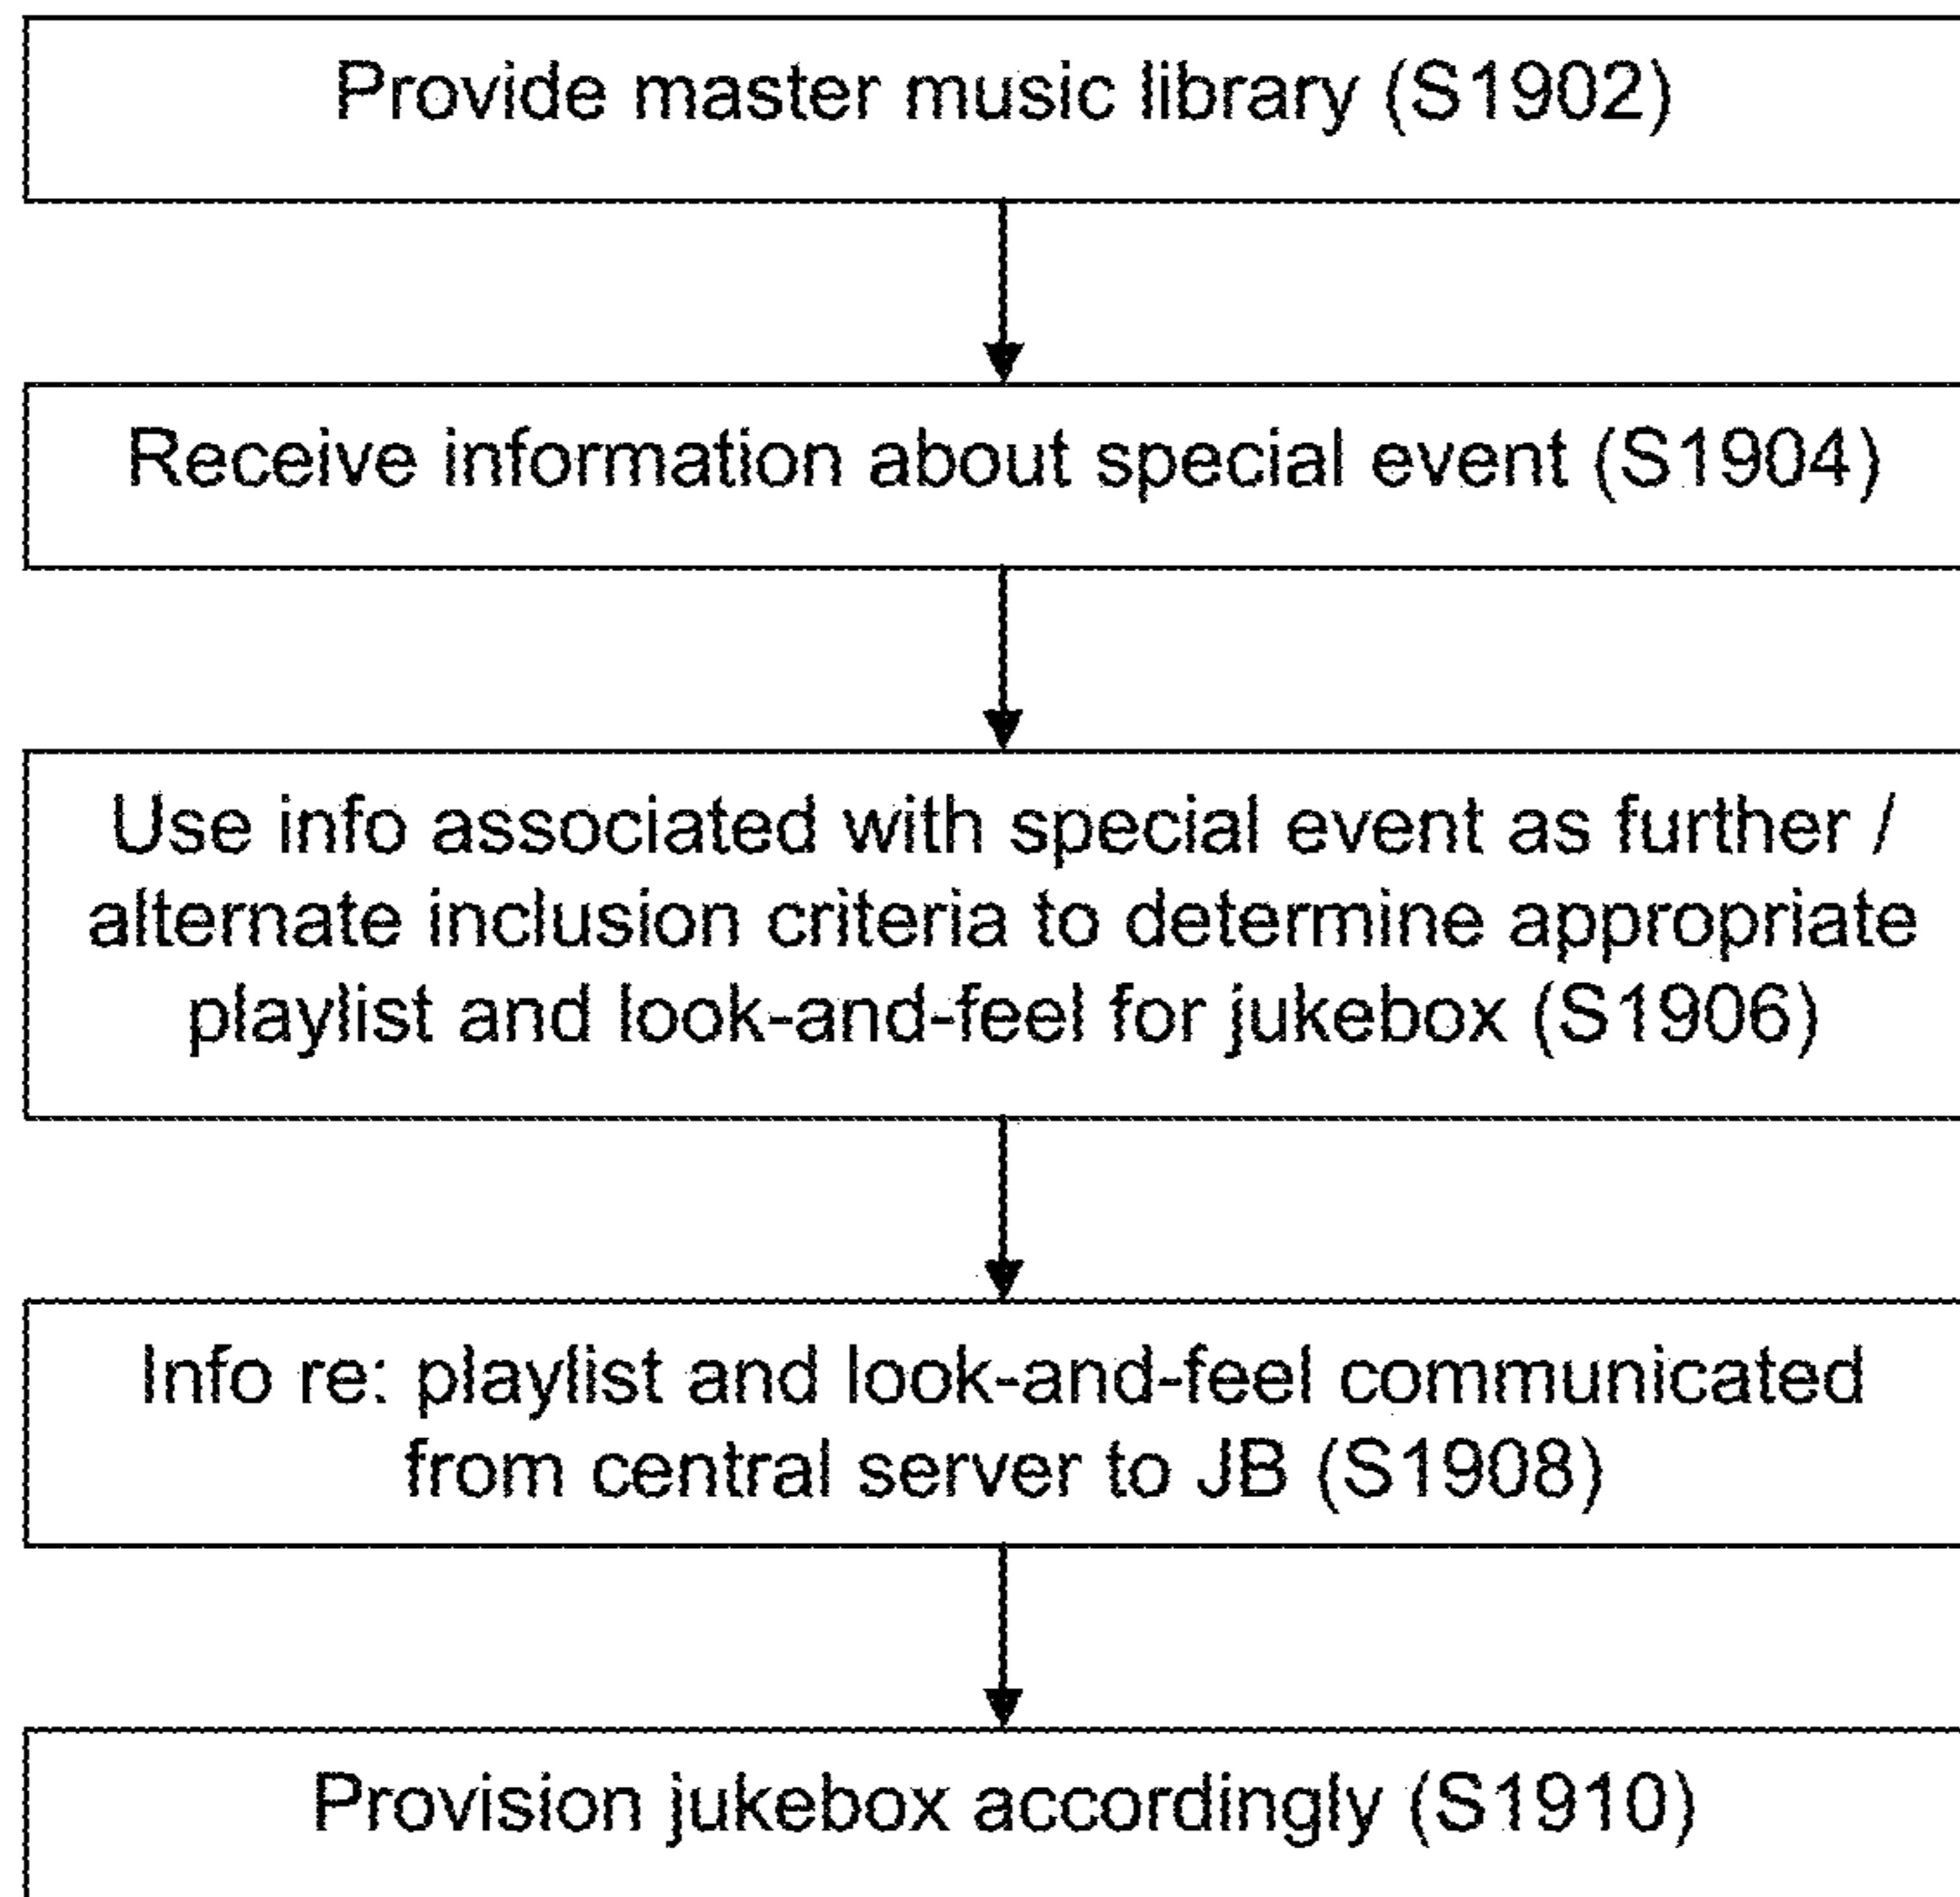 Provide master music library (S1902)
Receive information about special event (S1904)
Use info associated with special event as further /
alternate inclusion criteria to determine appropriate
playlist and look-and-feel for jukebox (S1906)
Info re: playlist and look-and-feel communicated
from central server to JB (S1908)
Provision jukebox accordingly (S1910)